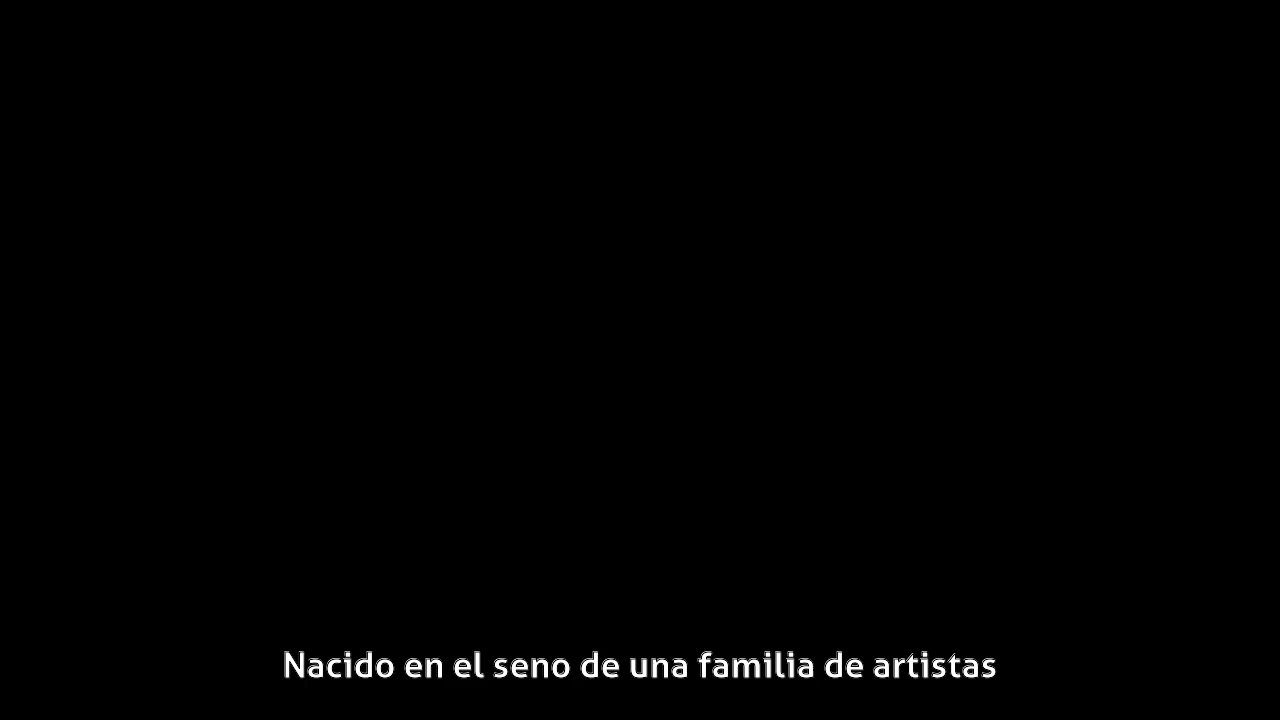 Nacido en el seno de una familia de artistas